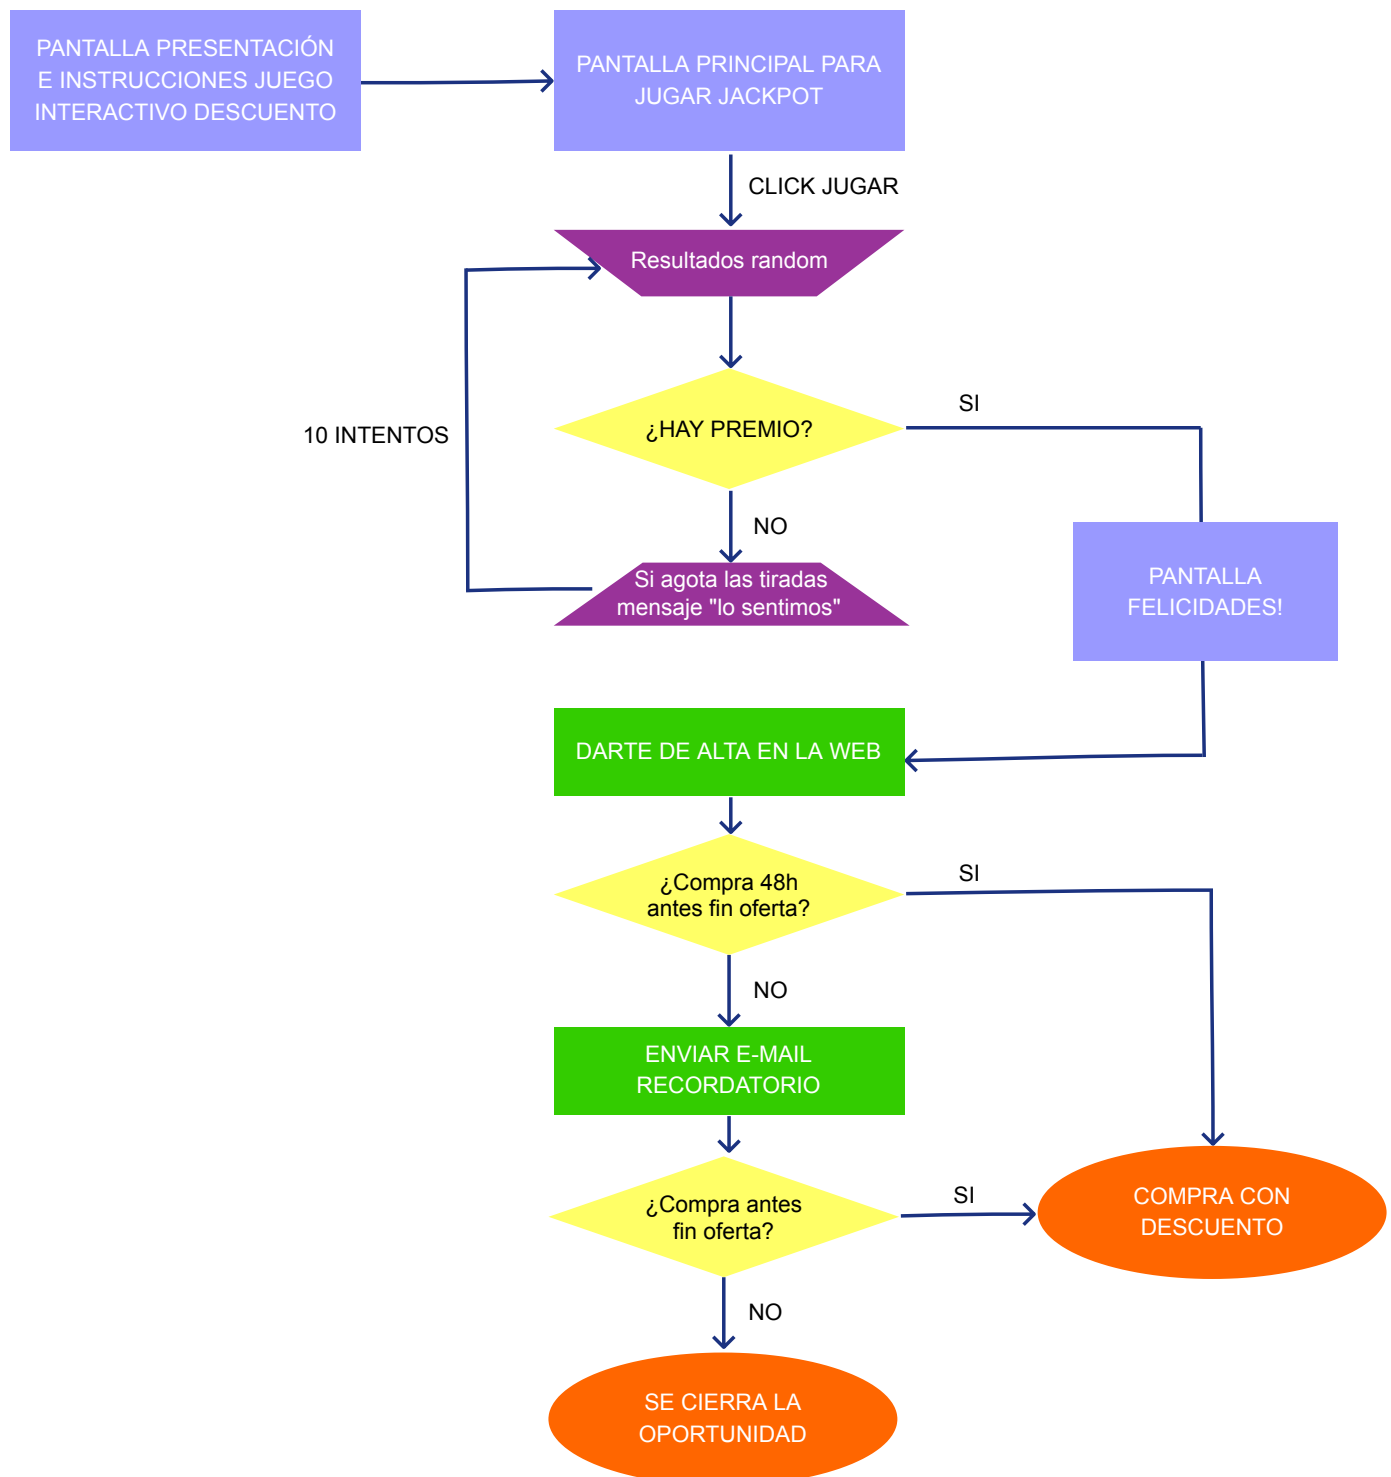 PANTALLA PRESENTACIÓN
E INSTRUCCIONES JUEGO
INTERACTIVO DESCUENTO
PANTALLA PRINCIPAL PARA
JUGAR JACKPOT
CLICK JUGAR
Resultados random
10 INTENTOS
¿HAY PREMIO?
SI
NO
Si agota las tiradas
mensaje "lo sentimos"
PANTALLA
FELICIDADES!
DARTE DE ALTA EN LA WEB
¿Compra 48h
antes fin oferta?
SI
NO
ENVIAR E-MAIL
RECORDATORIO
¿Compra antes
fin oferta?
SI
COMPRA CON
DESCUENTO
NO
SE CIERRA LA
OPORTUNIDAD